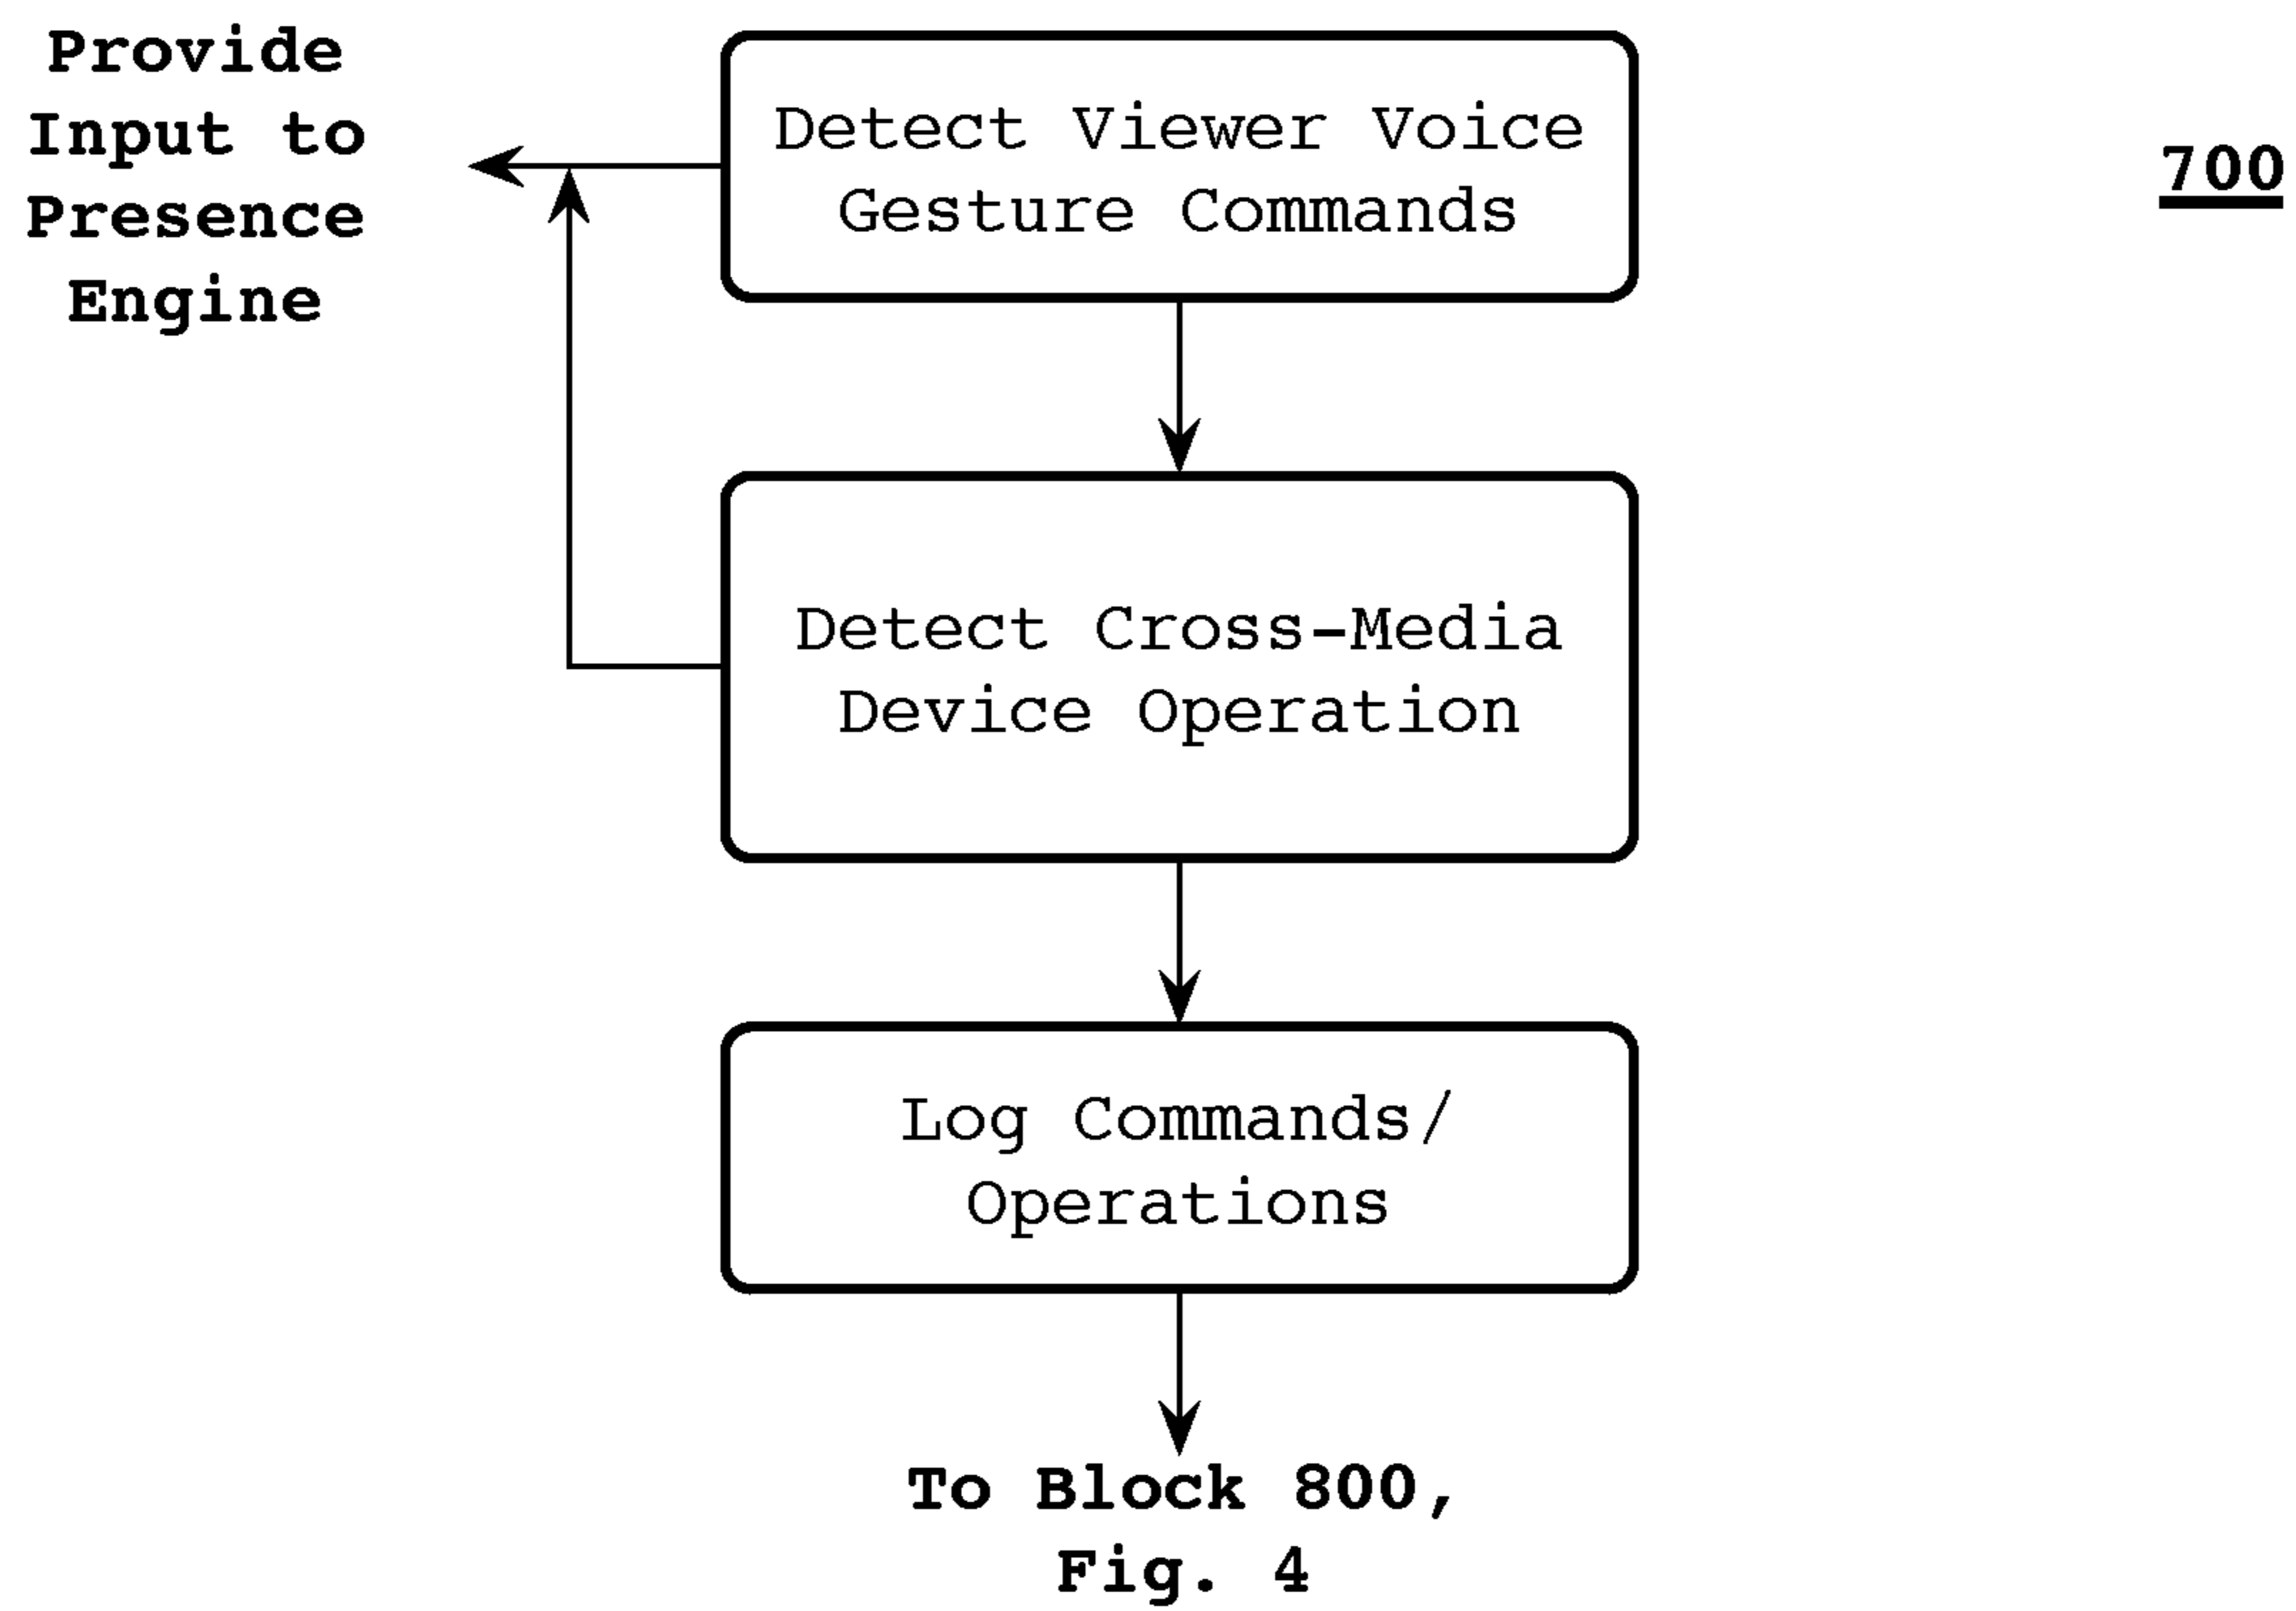 Provide
Input to
Presence
Engine
Detect Viewer Voice
Gesture Commands
700
Detect Cross-Media
Device Operation
Log Commands/
Operations
To Block 800,
Fig. 4